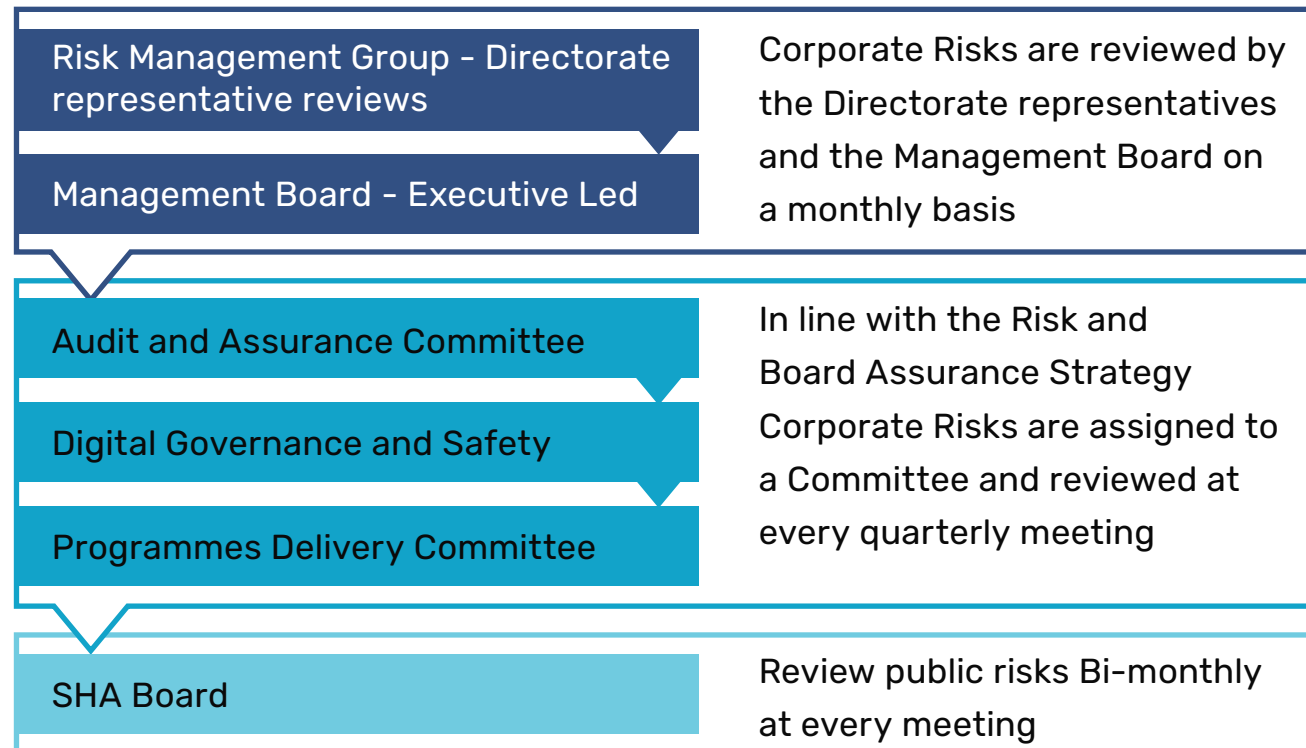 Risk Management Group - Directorate
representative reviews
Management Board - Executive Led
Corporate Risks are reviewed by
the Directorate representatives
and the Management Board on
a monthly basis
Audit and Assurance Committee
Digital Governance and Safety
Programmes Delivery Committee
In line with the Risk and
Board Assurance Strategy
Corporate Risks are assigned to
a Committee and reviewed at
every quarterly meeting
SHA Board
Review public risks Bi-monthly
at every meeting